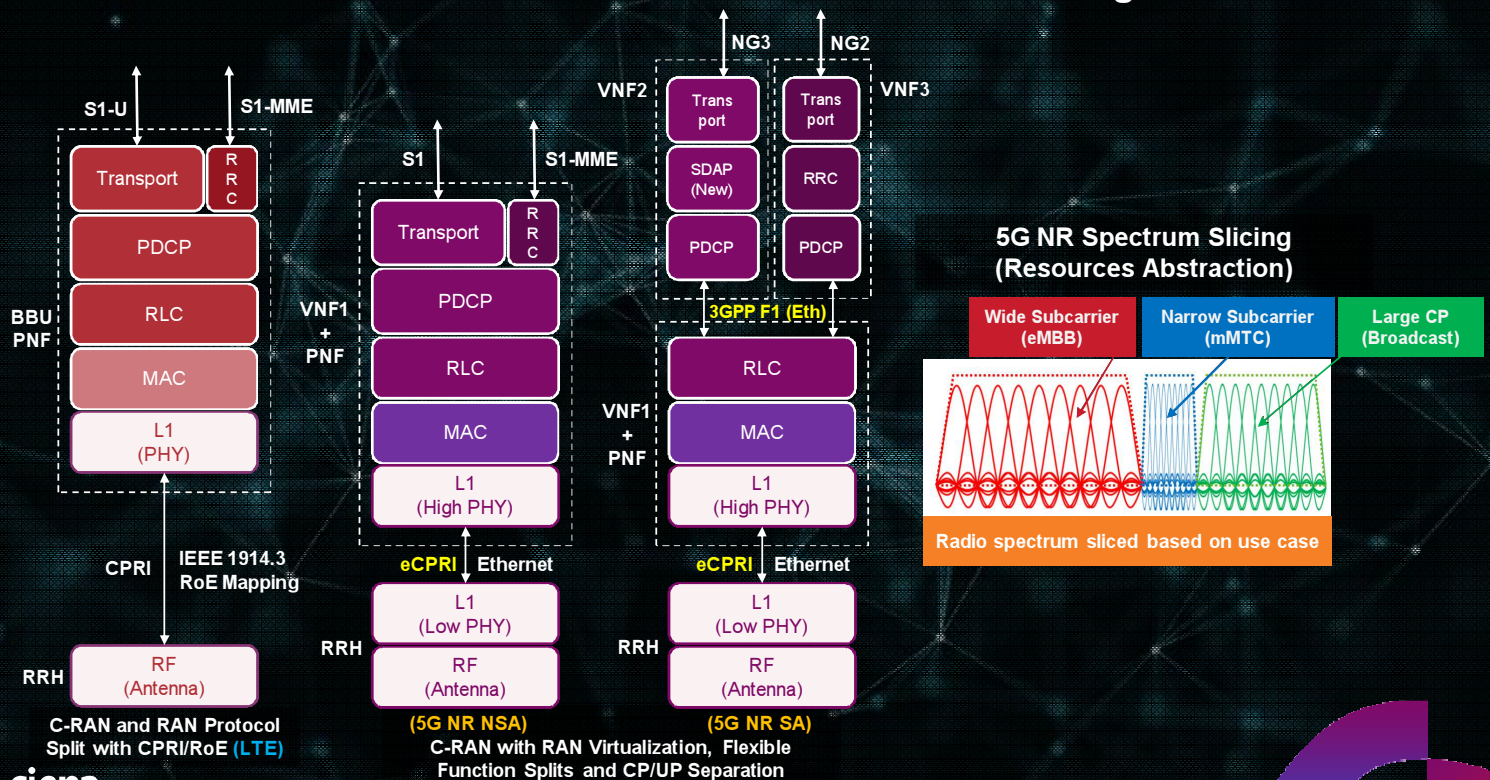 S1-U
S1-MME
Transport
R
R
C
PDCP
RLC
MAC
L1
(PHY)
BBU
PNF
CPRI
IEEE 1914.3
RoE Mapping
RRH
RF
(Antenna)
C-RAN and RAN Protocol
Split with CPRI/RoE (LTE)
S1
S1-MME
Transport
R
R
C
PDCP
RLC
MAC
L1
(High PHY)
VNF1
+
PNF
eCPRI
Ethernet
L1
(Low PHY)
RRH
RF
(Antenna)
(5G NR NSA)
NG3
NG2
VNF2
VNF3
Trans
port
SDAP
(New)
PDCP
Trans
port
RRC
PDCP
3GPP F1 (Eth)
RLC
MAC
L1
(High PHY)
VNF1
+
PNF
eCPRI
Ethernet
L1
(Low PHY)
RRH
RF
(Antenna)
(5G NR SA)
C-RAN with RAN Virtualization, Flexible
Function Splits and CP/UP Separation
5G NR Spectrum Slicing
(Resources Abstraction)
Wide Subcarrier
(eMBB)
Narrow Subcarrier
(mMTC)
Large CP
(Broadcast)
Radio spectrum sliced based on use case